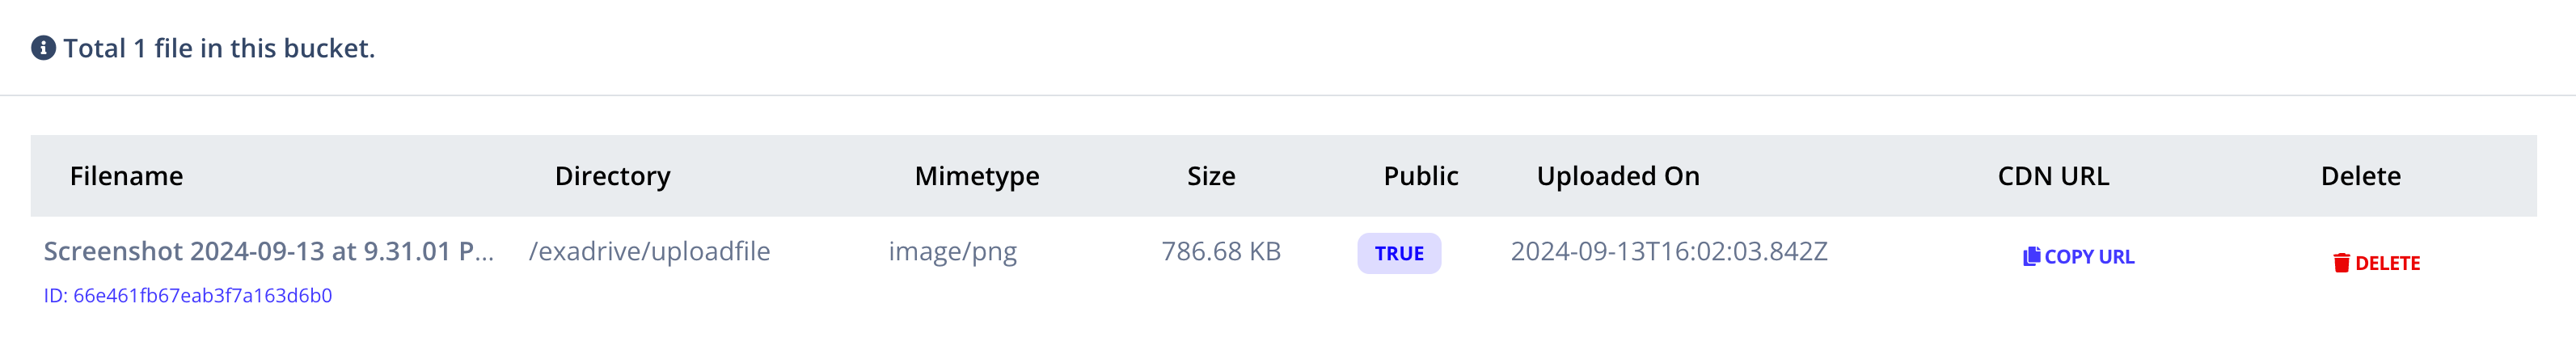 Total 1 file in this bucket.
Filename Directory Mimetype Size Public Uploaded On CDN URL Delete
Screenshot 2024-09-13 at 9.31.01 P... /exadrive/uploadfile image/png 786.68 KB TRUE 2024-09-13T16:02:03.842Z COPY URL DELETE
ID: 66e461fb67eab3f7a163d6b0